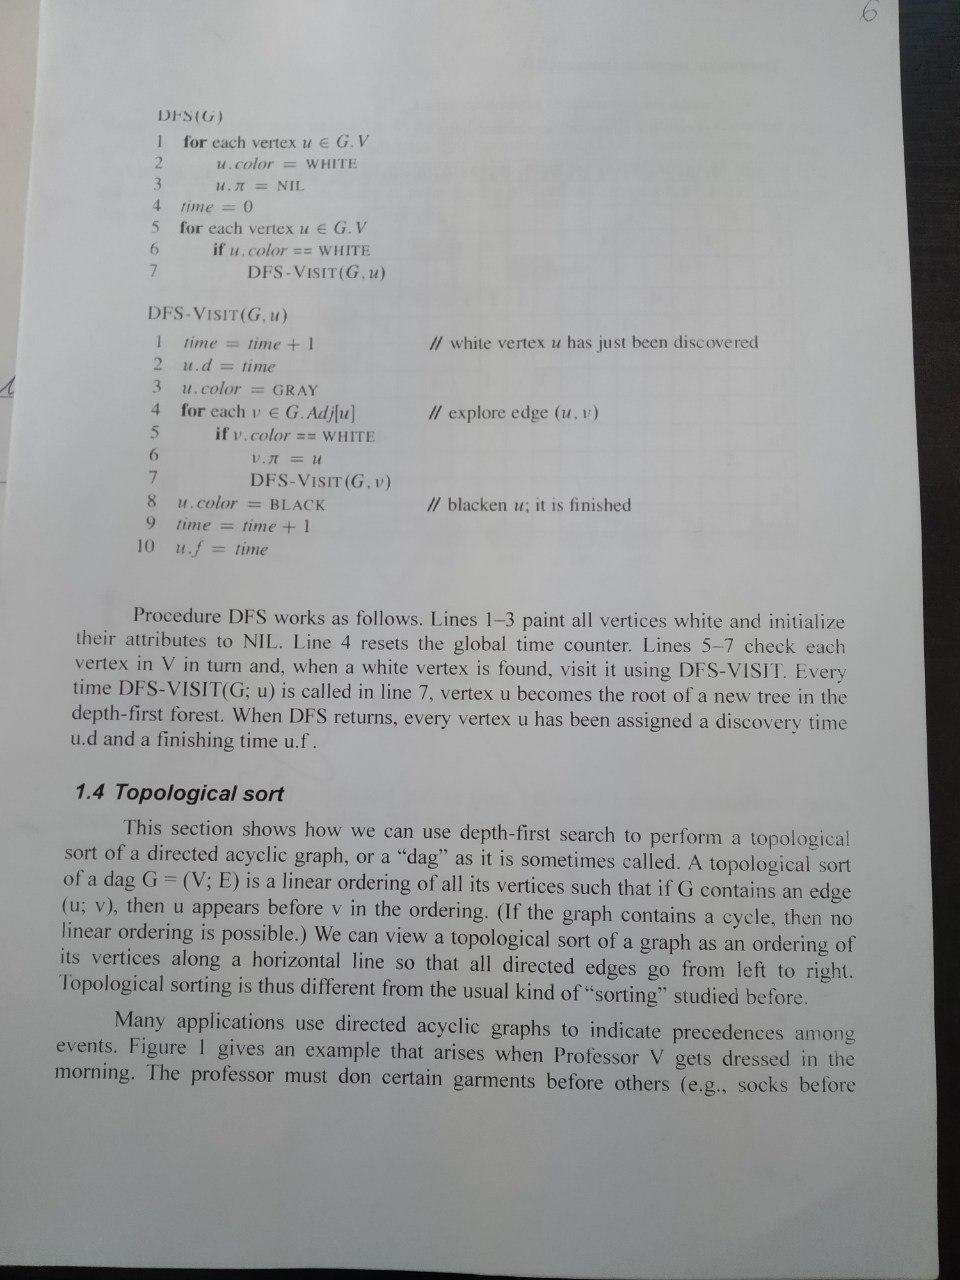 6
DFS(G)
1 for each vertex u ∈ G.V
2 u.color = WHITE
3 u.π = NIL
4 time = 0
5 for each vertex u ∈ G.V
6 if u.color == WHITE
7 DFS-VISIT(G, u)
DFS-VISIT(G, u)
1 time = time + 1 // white vertex u has just been discovered
2 u.d = time
3 u.color = GRAY
4 for each v ∈ G.Adj[u] // explore edge (u, v)
5 if v.color == WHITE
6 v.π = u
7 DFS-VISIT(G, v)
8 u.color = BLACK // blacken u; it is finished
9 time = time + 1
10 u.f = time
Procedure DFS works as follows. Lines 1–3 paint all vertices white and initialize
their attributes to NIL. Line 4 resets the global time counter. Lines 5–7 check each
vertex in V in turn and, when a white vertex is found, visit it using DFS-VISIT. Every
time DFS-VISIT(G; u) is called in line 7, vertex u becomes the root of a new tree in the
depth-first forest. When DFS returns, every vertex u has been assigned a discovery time
u.d and a finishing time u.f .
1.4 Topological sort
This section shows how we can use depth-first search to perform a topological
sort of a directed acyclic graph, or a “dag” as it is sometimes called. A topological sort
of a dag G = (V; E) is a linear ordering of all its vertices such that if G contains an edge
(u; v), then u appears before v in the ordering. (If the graph contains a cycle, then no
linear ordering is possible.) We can view a topological sort of a graph as an ordering of
its vertices along a horizontal line so that all directed edges go from left to right.
Topological sorting is thus different from the usual kind of “sorting” studied before.
Many applications use directed acyclic graphs to indicate precedences among
events. Figure 1 gives an example that arises when Professor V gets dressed in the
morning. The professor must don certain garments before others (e.g., socks before